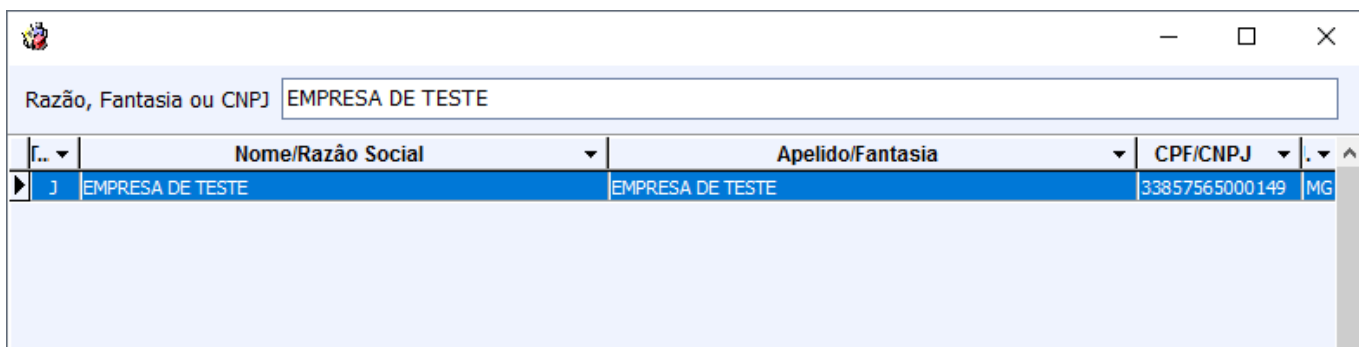 Razão, Fantasia ou CNPJ EMPRESA DE TESTE
T... Nome/Razâo Social Apelido/Fantasia CPF/CNPJ
J EMPRESA DE TESTE EMPRESA DE TESTE 33857565000149 MG